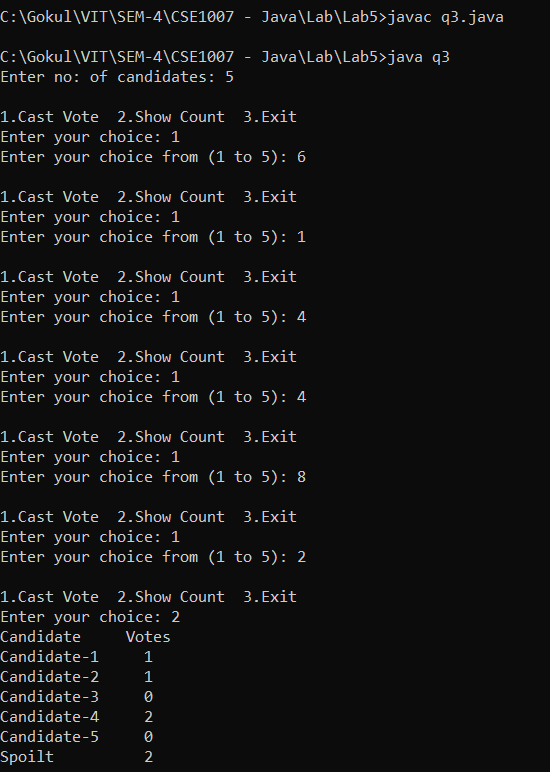 C:\Gokul\VIT\SEM-4\CSE1007 - Java\Lab\Lab5>javac q3.java
C:\Gokul\VIT\SEM-4\CSE1007 - Java\Lab\Lab5>java q3
Enter no: of candidates: 5
1.Cast Vote  2.Show Count  3.Exit
Enter your choice: 1
Enter your choice from (1 to 5): 6
1.Cast Vote  2.Show Count  3.Exit
Enter your choice: 1
Enter your choice from (1 to 5): 1
1.Cast Vote  2.Show Count  3.Exit
Enter your choice: 1
Enter your choice from (1 to 5): 4
1.Cast Vote  2.Show Count  3.Exit
Enter your choice: 1
Enter your choice from (1 to 5): 4
1.Cast Vote  2.Show Count  3.Exit
Enter your choice: 1
Enter your choice from (1 to 5): 8
1.Cast Vote  2.Show Count  3.Exit
Enter your choice: 1
Enter your choice from (1 to 5): 2
1.Cast Vote  2.Show Count  3.Exit
Enter your choice: 2
Candidate     Votes
Candidate-1     1
Candidate-2     1
Candidate-3     0
Candidate-4     2
Candidate-5     0
Spoilt          2